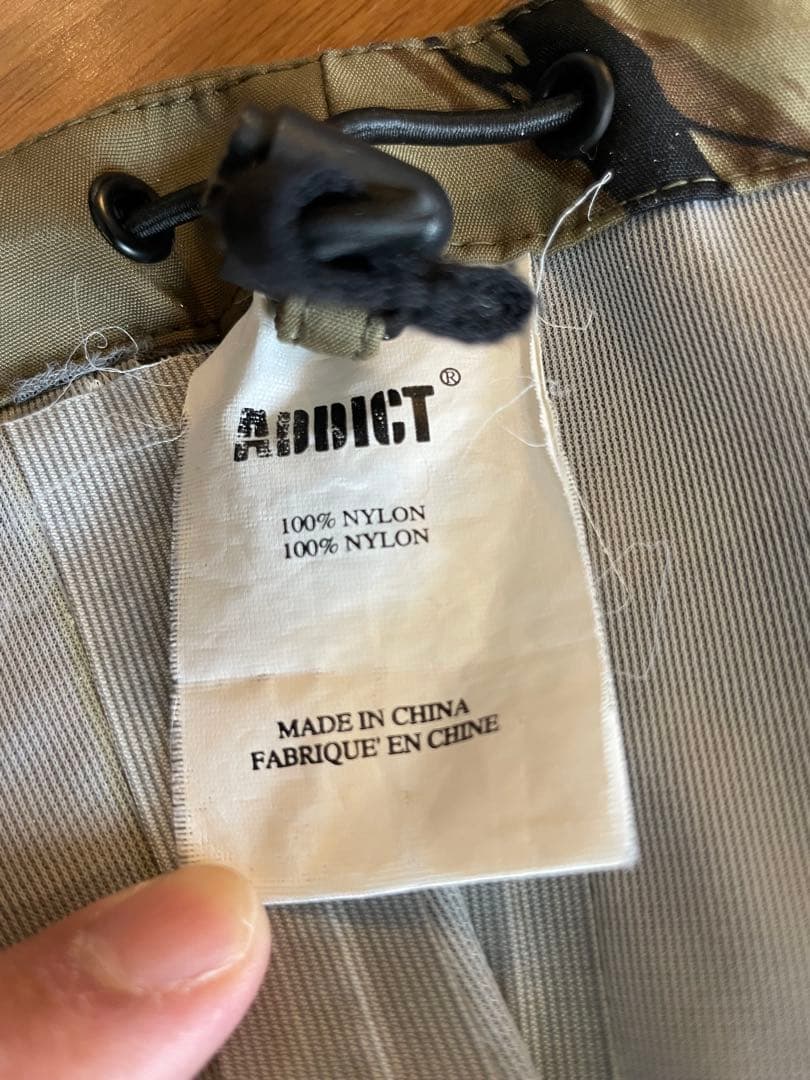 ADDICT®
100% NYLON
100% NYLON
MADE IN CHINA
FABRIQUE' EN CHINE